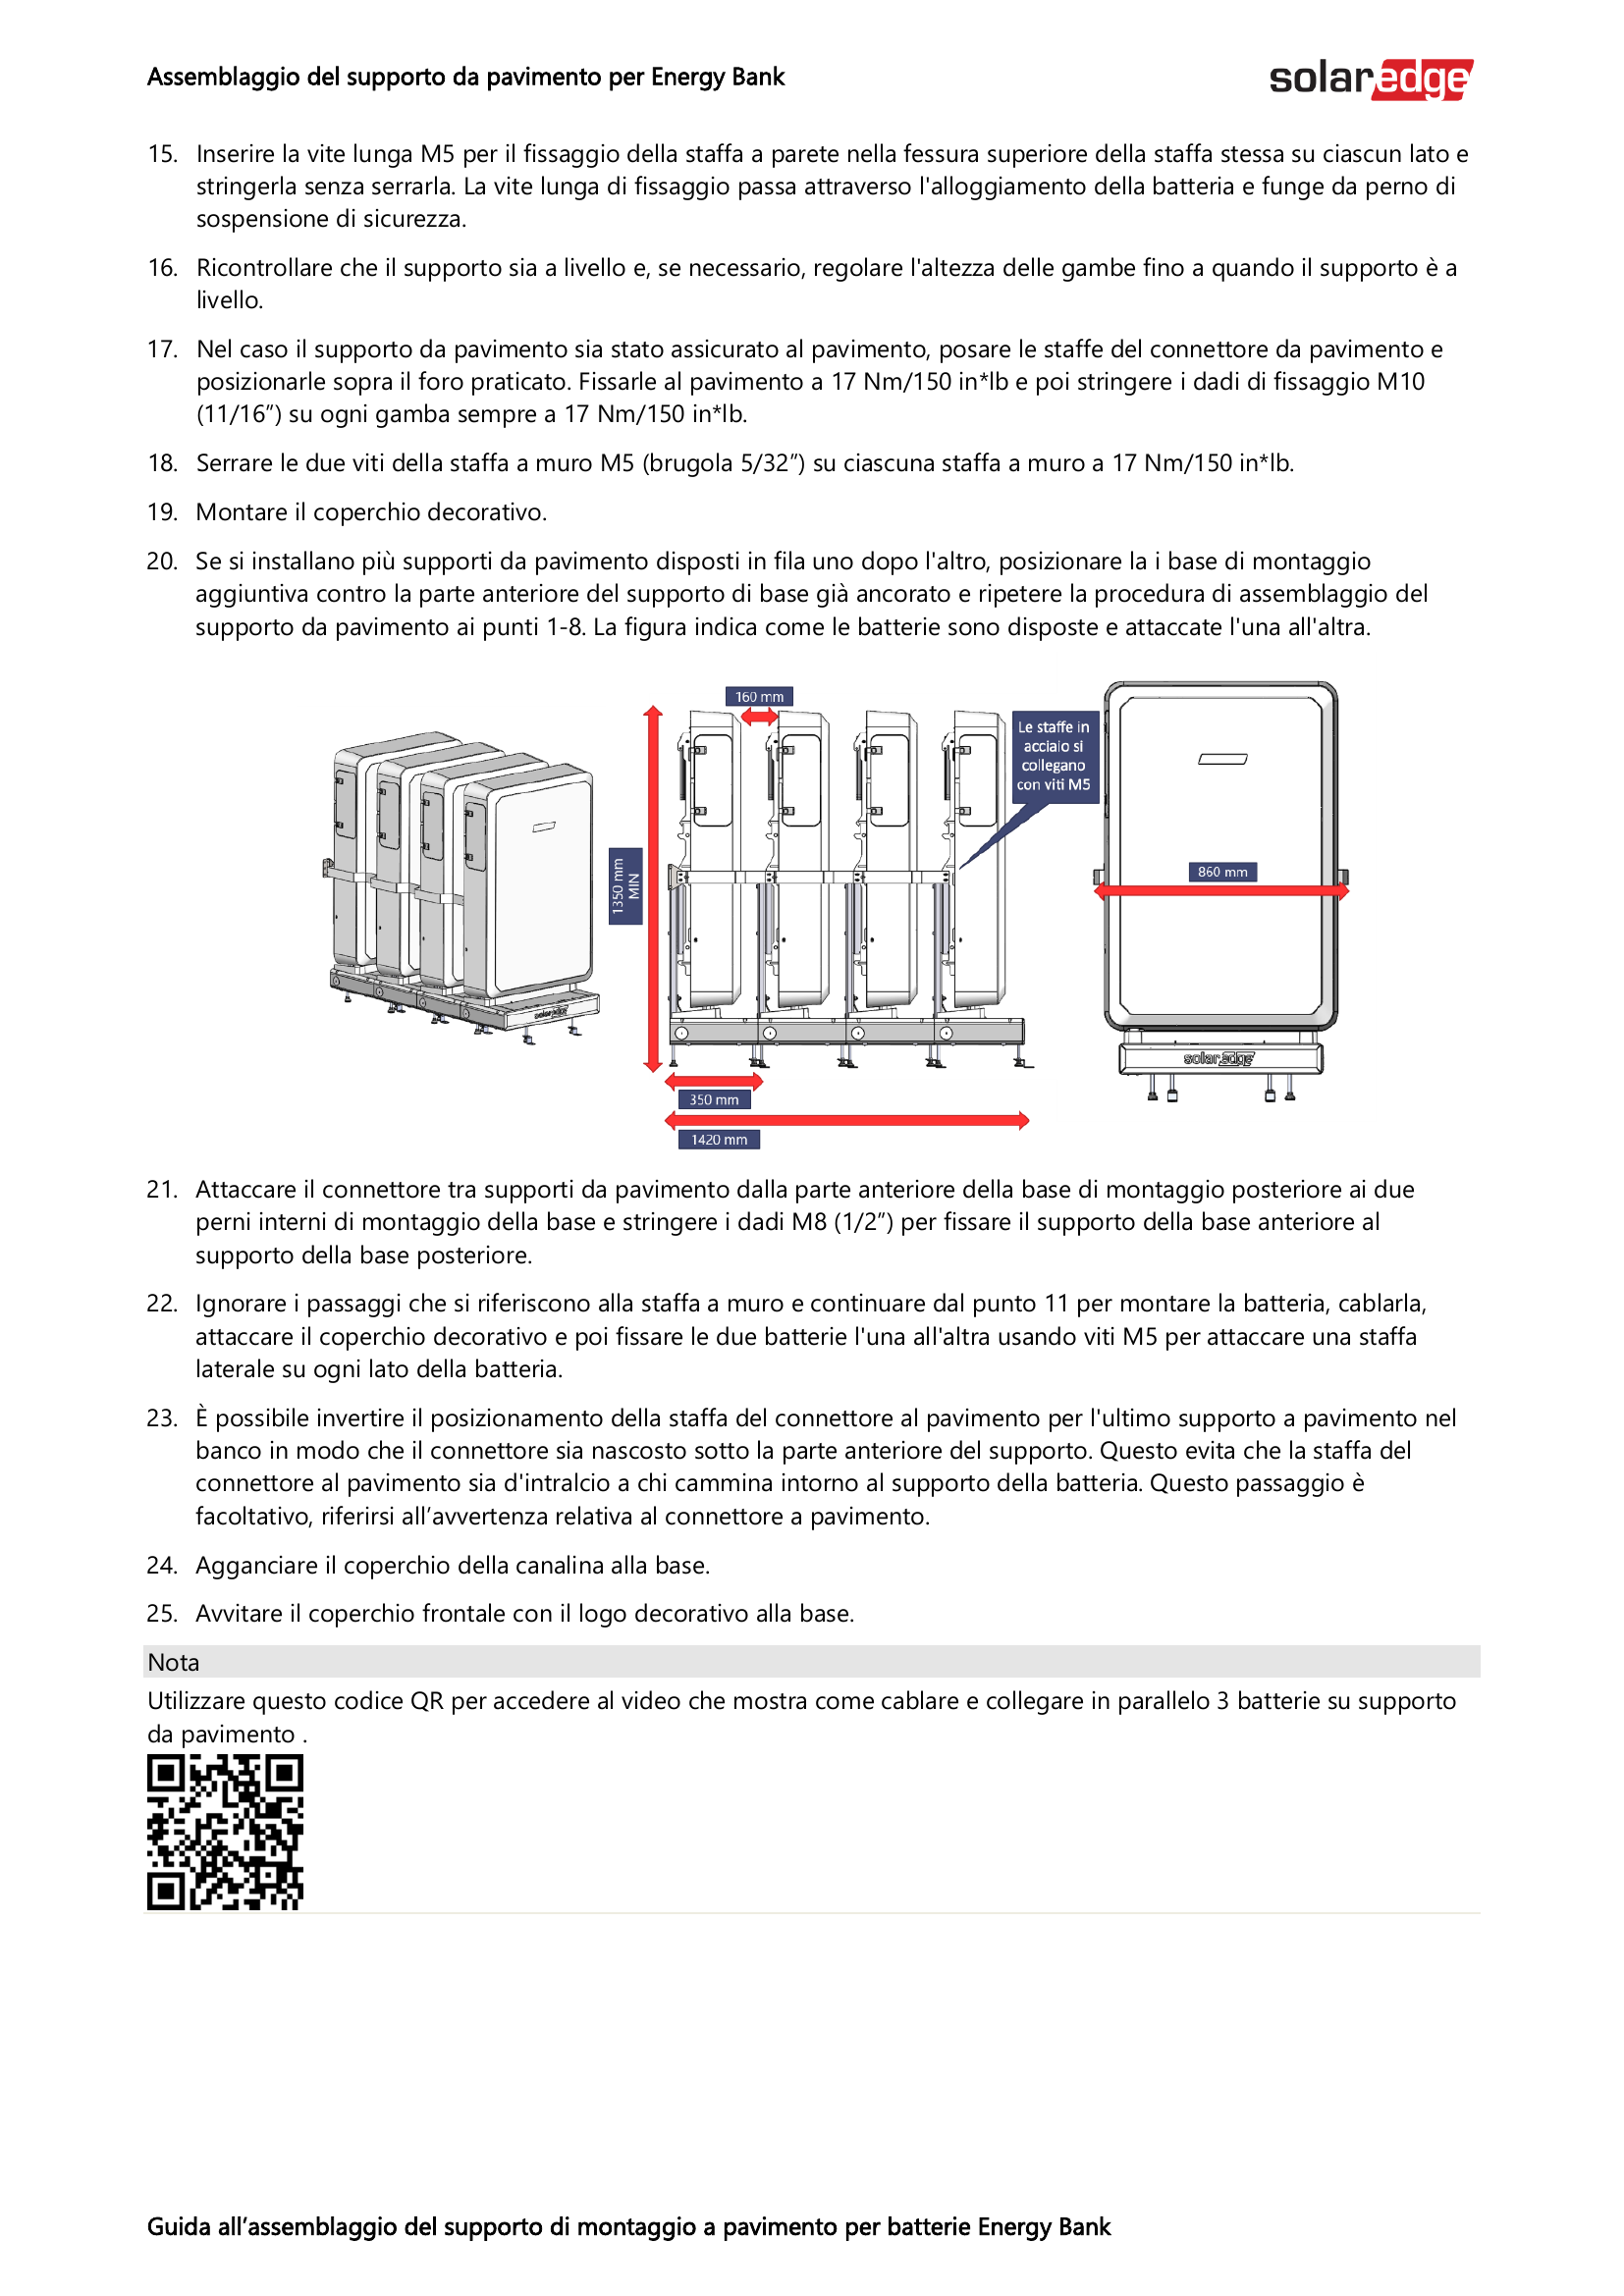 Assemblaggio del supporto da pavimento per Energy Bank
solaredge
15. Inserire la vite lunga M5 per il fissaggio della staffa a parete nella fessura superiore della staffa stessa su ciascun lato e
stringerla senza serrarla. La vite lunga di fissaggio passa attraverso l'alloggiamento della batteria e funge da perno di
sospensione di sicurezza.
16. Ricontrollare che il supporto sia a livello e, se necessario, regolare l'altezza delle gambe fino a quando il supporto è a
livello.
17. Nel caso il supporto da pavimento sia stato assicurato al pavimento, posare le staffe del connettore da pavimento e
posizionarle sopra il foro praticato. Fissarle al pavimento a 17 Nm/150 in*lb e poi stringere i dadi di fissaggio M10
(11/16”) su ogni gamba sempre a 17 Nm/150 in*lb.
18. Serrare le due viti della staffa a muro M5 (brugola 5/32”) su ciascuna staffa a muro a 17 Nm/150 in*lb.
19. Montare il coperchio decorativo.
20. Se si installano più supporti da pavimento disposti in fila uno dopo l'altro, posizionare la i base di montaggio
aggiuntiva contro la parte anteriore del supporto di base già ancorato e ripetere la procedura di assemblaggio del
supporto da pavimento ai punti 1-8. La figura indica come le batterie sono disposte e attaccate l'una all'altra.
160 mm
Le staffe in
acciaio si
collegano
con viti M5
1350 mm
MIN
860 mm
solaredge
solaredge
350 mm
1420 mm
21. Attaccare il connettore tra supporti da pavimento dalla parte anteriore della base di montaggio posteriore ai due
perni interni di montaggio della base e stringere i dadi M8 (1/2”) per fissare il supporto della base anteriore al
supporto della base posteriore.
22. Ignorare i passaggi che si riferiscono alla staffa a muro e continuare dal punto 11 per montare la batteria, cablarla,
attaccare il coperchio decorativo e poi fissare le due batterie l'una all'altra usando viti M5 per attaccare una staffa
laterale su ogni lato della batteria.
23. È possibile invertire il posizionamento della staffa del connettore al pavimento per l'ultimo supporto a pavimento nel
banco in modo che il connettore sia nascosto sotto la parte anteriore del supporto. Questo evita che la staffa del
connettore al pavimento sia d'intralcio a chi cammina intorno al supporto della batteria. Questo passaggio è
facoltativo, riferirsi all’avvertenza relativa al connettore a pavimento.
24. Agganciare il coperchio della canalina alla base.
25. Avvitare il coperchio frontale con il logo decorativo alla base.
Nota
Utilizzare questo codice QR per accedere al video che mostra come cablare e collegare in parallelo 3 batterie su supporto
da pavimento .
Guida all’assemblaggio del supporto di montaggio a pavimento per batterie Energy Bank